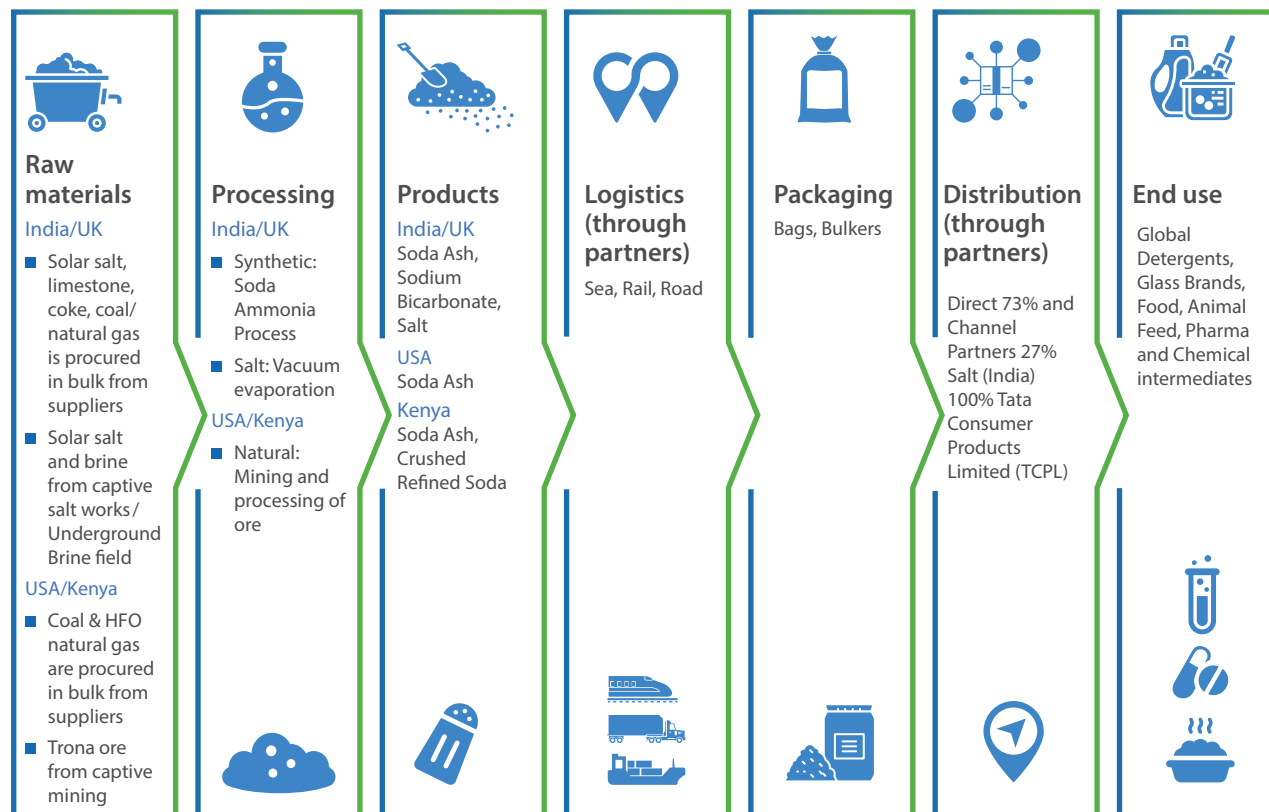 Raw
materials
India/UK
Solar salt,
limestone,
coke, coal/
natural gas
is procured
in bulk from
suppliers
Solar salt
and brine
from captive
salt works/
Underground
Brine field
USA/Kenya
Coal & HFO
natural gas
are procured
in bulk from
suppliers
Trona ore
from captive
mining
Processing
India/UK
Synthetic:
Soda
Ammonia
Process
Salt: Vacuum
evaporation
USA/Kenya
Natural:
Mining and
processing of
ore
Products
India/UK
Soda Ash,
Sodium
Bicarbonate,
Salt
USA
Soda Ash
Kenya
Soda Ash,
Crushed
Refined Soda
Logistics
(through
partners)
Sea, Rail, Road
Packaging
Bags, Bulkers
Distribution
(through
partners)
Direct 73% and
Channel
Partners 27%
Salt (India)
100% Tata
Consumer
Products
Limited (TCPL)
End use
Global
Detergents,
Glass Brands,
Food, Animal
Feed, Pharma
and Chemical
intermediates